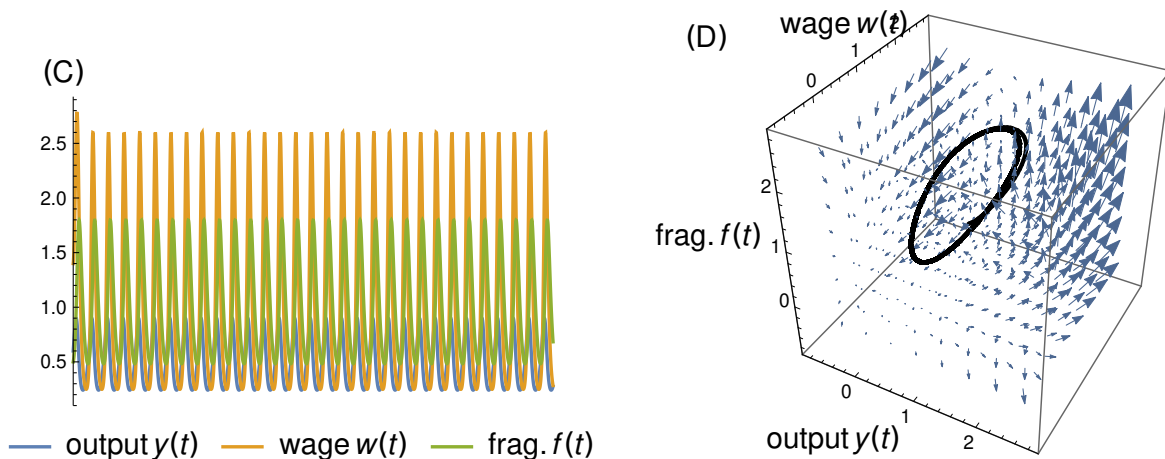 (C)
2.5
2.0
1.5
1.0
0.5
output y(t) wage w(t) frag. f(t)
(D)
wage w(t)
2
1
0
frag. f(t)
2
1
0
output y(t)
0
1
2